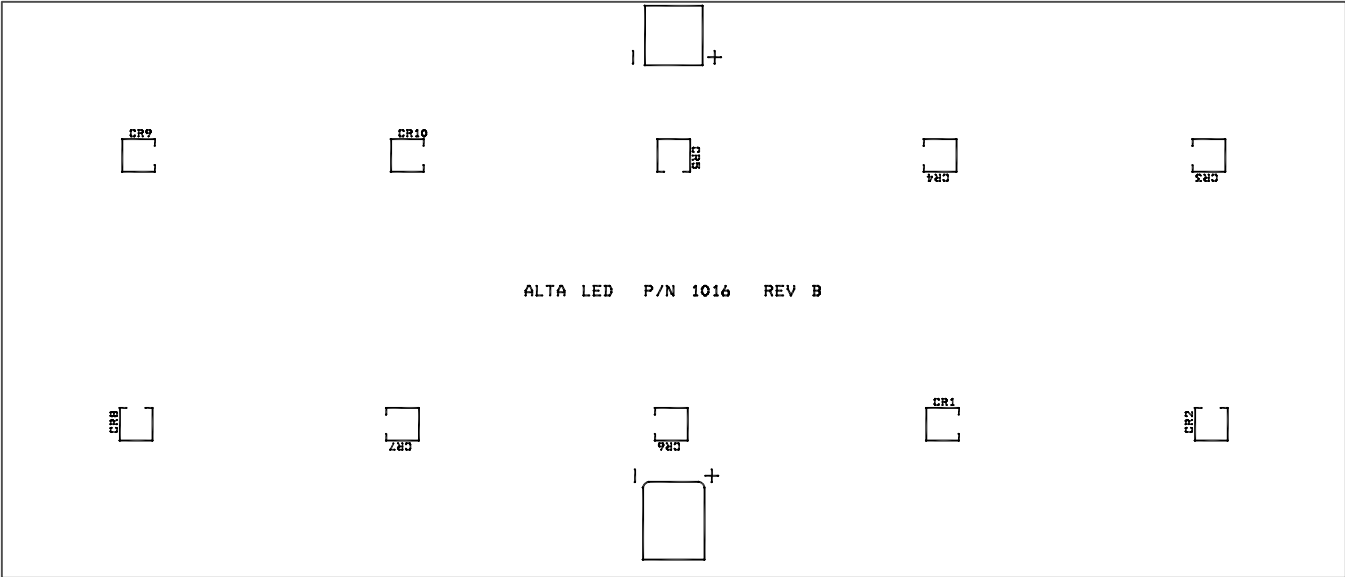 - +
CR9
CR10
CR5
CR4
CR3
ALTA LED P/N 1016 REV B
CR8
CR7
CR6
CR1
CR2
- +